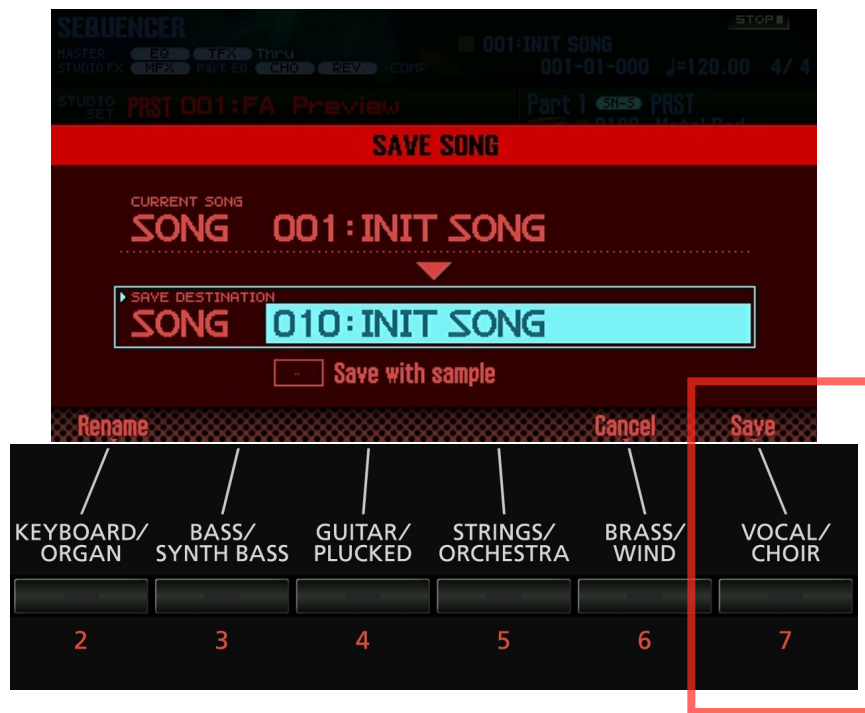 SEQUENCER
STOP
MASTER EQ TFX Thru
001:INIT SONG
STUDIO FX MFX Part EQ CHO REV COMP
001-01-000 ♩=120.00 4/4
STUDIO SET PRST 001:FA Preview
Part 1 SN-S PRST
SAVE SONG
CURRENT SONG
SONG 001:INIT SONG
SAVE DESTINATION
SONG 010:INIT SONG
Save with sample
Rename Cancel Save
KEYBOARD/ BASS/ GUITAR/ STRINGS/ BRASS/ VOCAL/
ORGAN SYNTH BASS PLUCKED ORCHESTRA WIND CHOIR
2 3 4 5 6 7